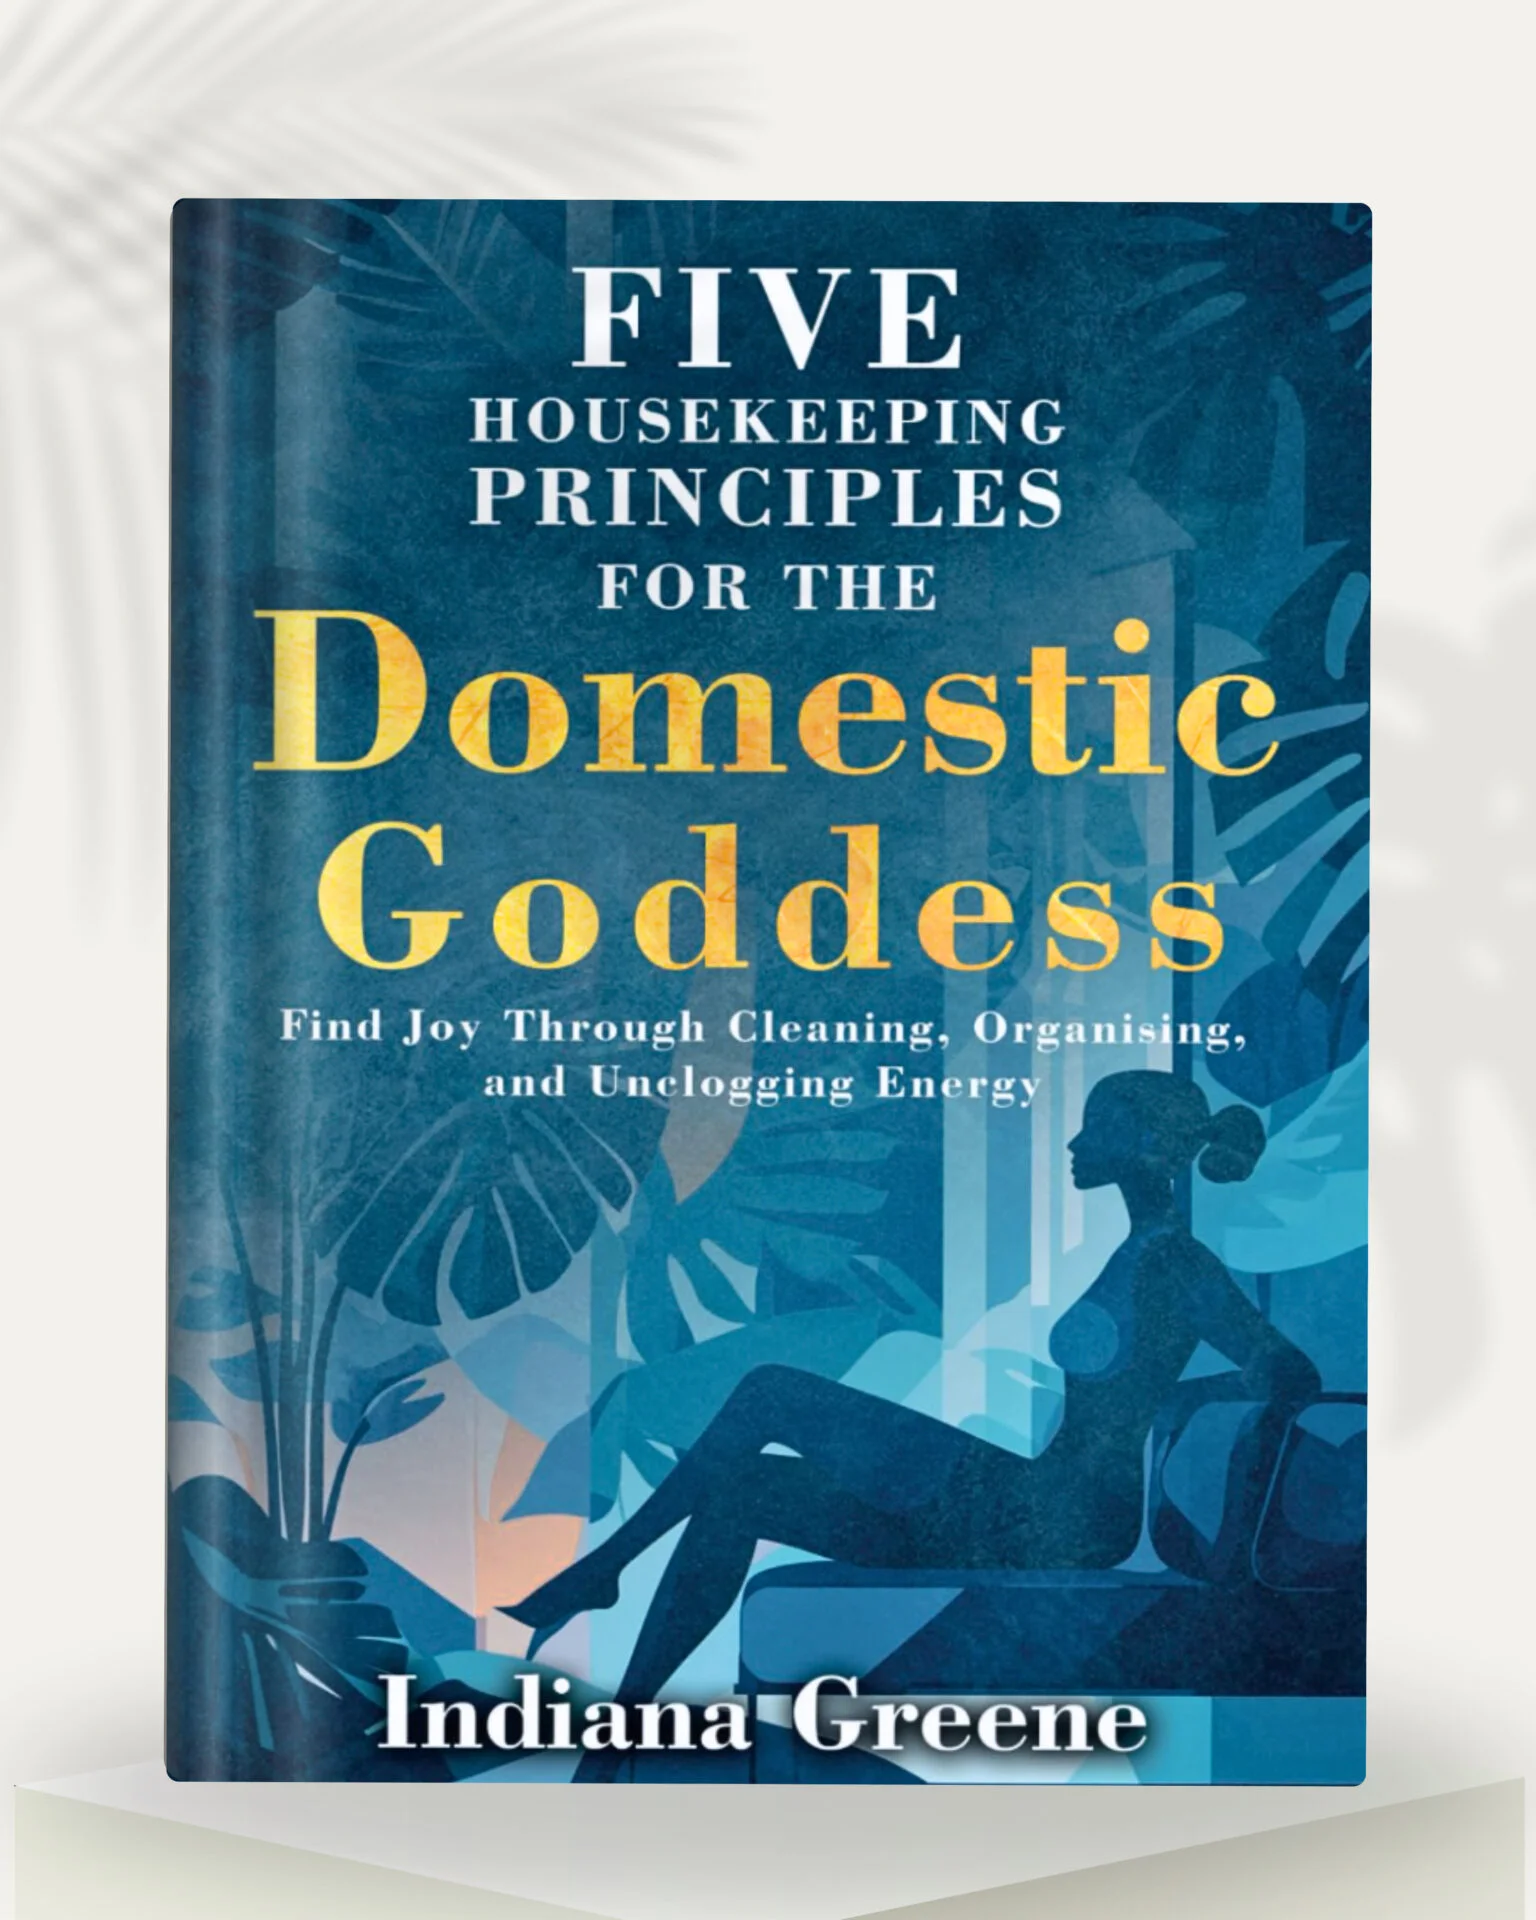 FIVE
HOUSEKEEPING
PRINCIPLES
FOR THE
Domestic
Goddess
Find Joy Through Cleaning, Organising,
and Unclogging Energy
Indiana Greene